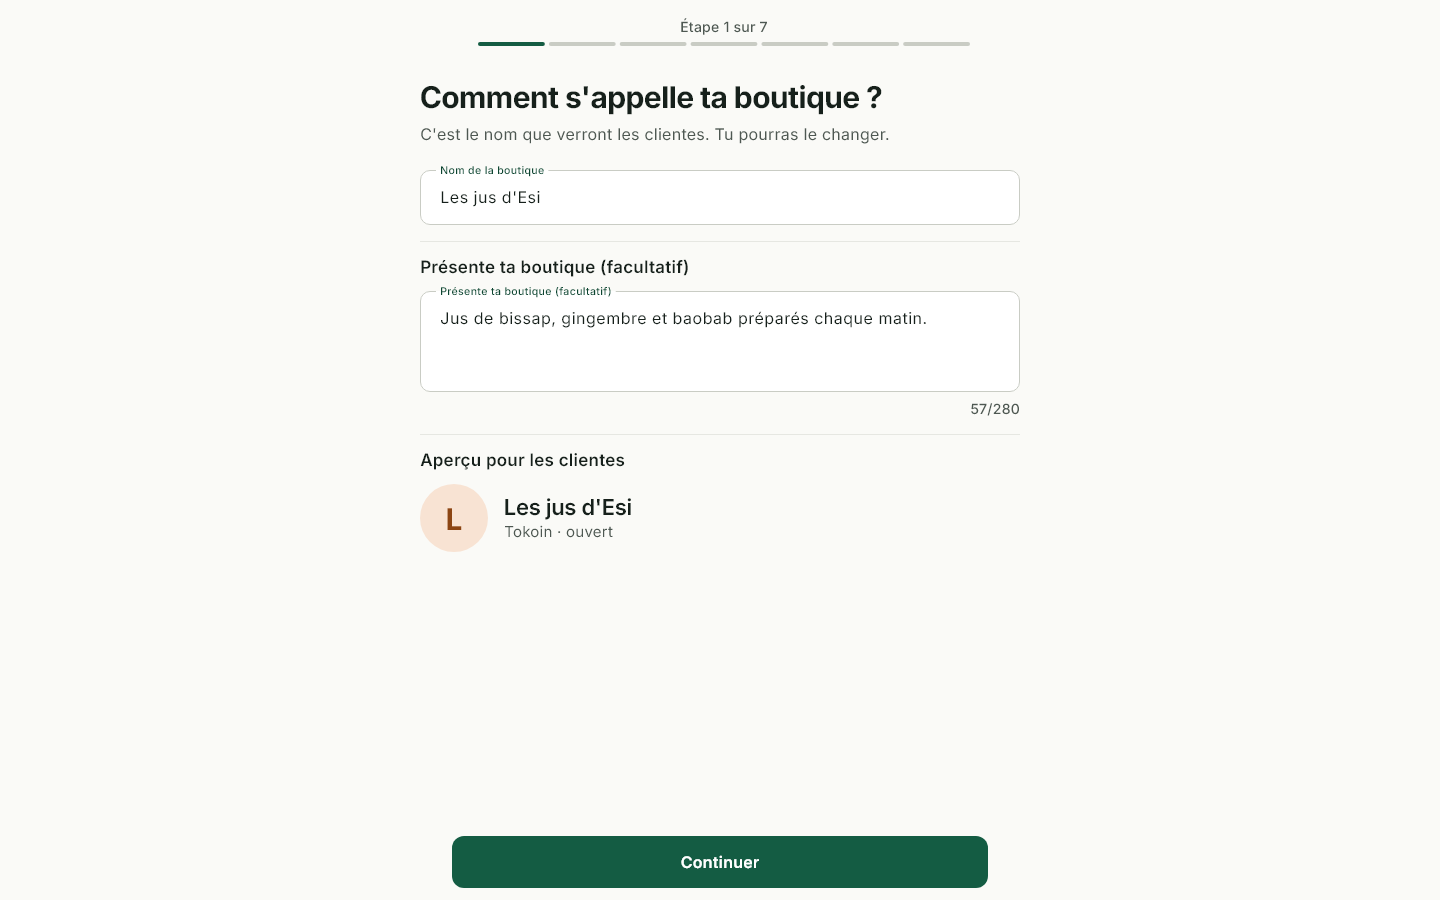 Étape 1 sur 7
Comment s'appelle ta boutique ?
C'est le nom que verront les clientes. Tu pourras le changer.
Nom de la boutique
Les jus d'Esi
Présente ta boutique (facultatif)
Présente ta boutique (facultatif)
Jus de bissap, gingembre et baobab préparés chaque matin.
57/280
Aperçu pour les clientes
L
Les jus d'Esi
Tokoin · ouvert
Continuer